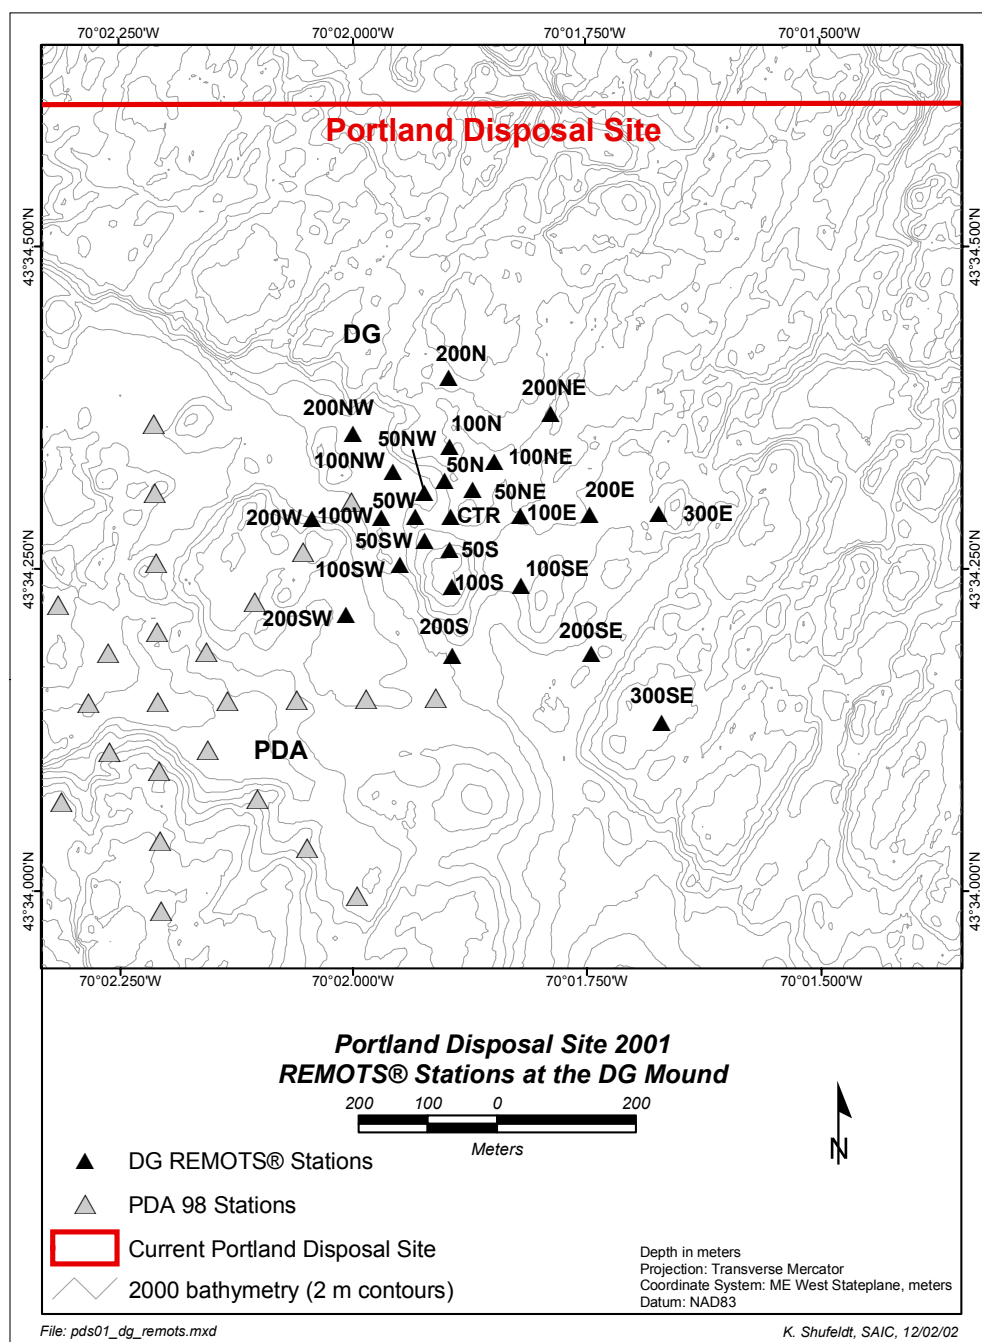 70°02.250'W 70°02.000'W 70°01.750'W 70°01.500'W
Portland Disposal Site
43°34.500'N 43°34.500'N
DG
200N
200NE
200NW
100N
50NW
100NW 50N 100NE
50W 50NE 200E
200W 100W CTR 100E 300E
50SW
50S
100SW 100SE
100S
43°34.250'N 43°34.250'N
200SW
200S
200SE
300SE
PDA
43°34.000'N 43°34.000'N
70°02.250'W 70°02.000'W 70°01.750'W 70°01.500'W
Portland Disposal Site 2001
REMOTS® Stations at the DG Mound
200 100 0 200
Meters
N
DG REMOTS® Stations
PDA 98 Stations
Current Portland Disposal Site
2000 bathymetry (2 m contours)
Depth in meters
Projection: Transverse Mercator
Coordinate System: ME West Stateplane, meters
Datum: NAD83
File: pds01_dg_remots.mxd K. Shufeldt, SAIC, 12/02/02